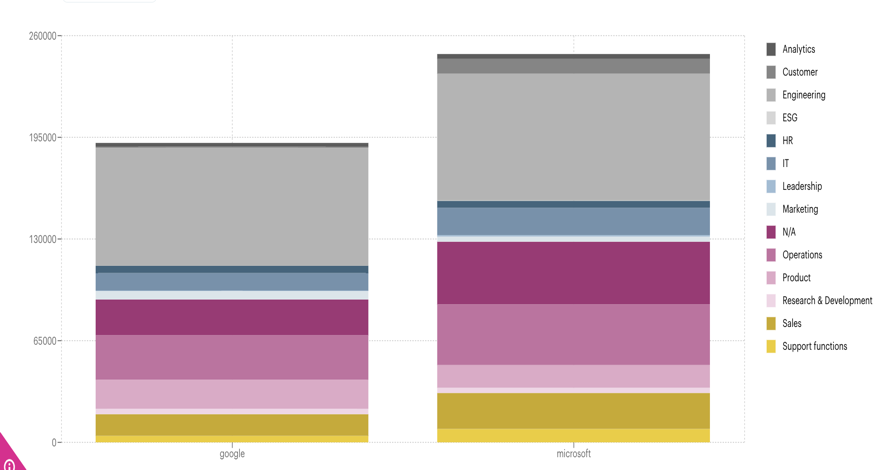 260000
195000
130000
65000
0
google
microsoft
Analytics
Customer
Engineering
ESG
HR
IT
Leadership
Marketing
N/A
Operations
Product
Research & Development
Sales
Support functions